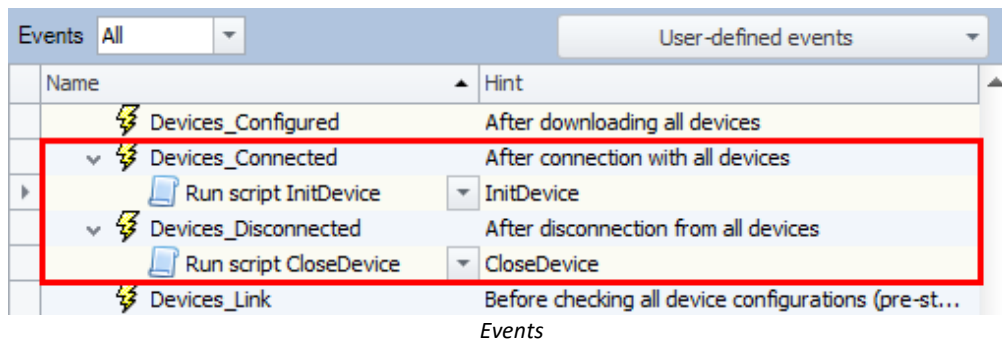 Events All User-defined events
Name Hint
Devices_Configured After downloading all devices
Devices_Connected After connection with all devices
Run script InitDevice InitDevice
Devices_Disconnected After disconnection from all devices
Run script CloseDevice CloseDevice
Devices_Link Before checking all device configurations (pre-st...
Events